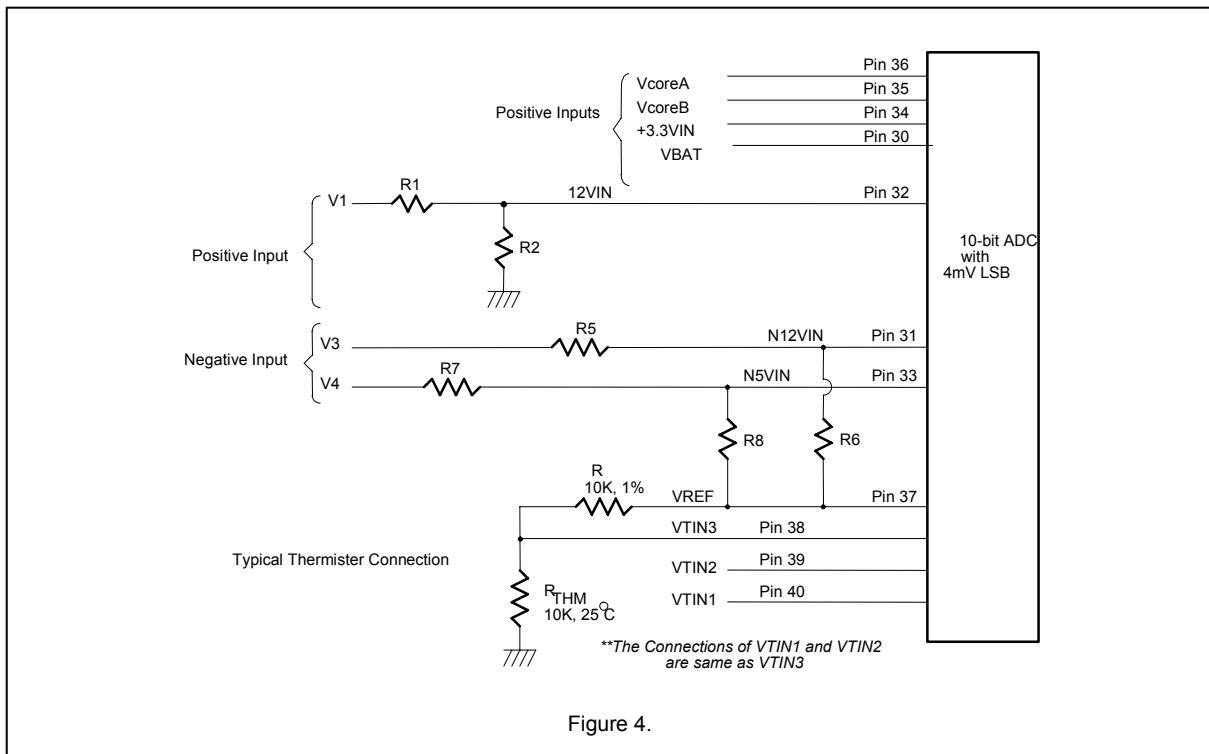 Pin 36
VcoreA
Pin 35
VcoreB
Pin 34
Positive Inputs
+3.3VIN
Pin 30
VBAT
R1
V1
12VIN
Pin 32
R2
Positive Input
10-bit ADC
with
4mV LSB
R5
V3
N12VIN
Pin 31
Negative Input
R7
V4
N5VIN
Pin 33
R8
R6
R
10K, 1%
VREF
Pin 37
VTIN3
Pin 38
Typical Thermister Connection
VTIN2
Pin 39
R THM
10K, 25°C
VTIN1
Pin 40
**The Connections of VTIN1 and VTIN2
are same as VTIN3
Figure 4.